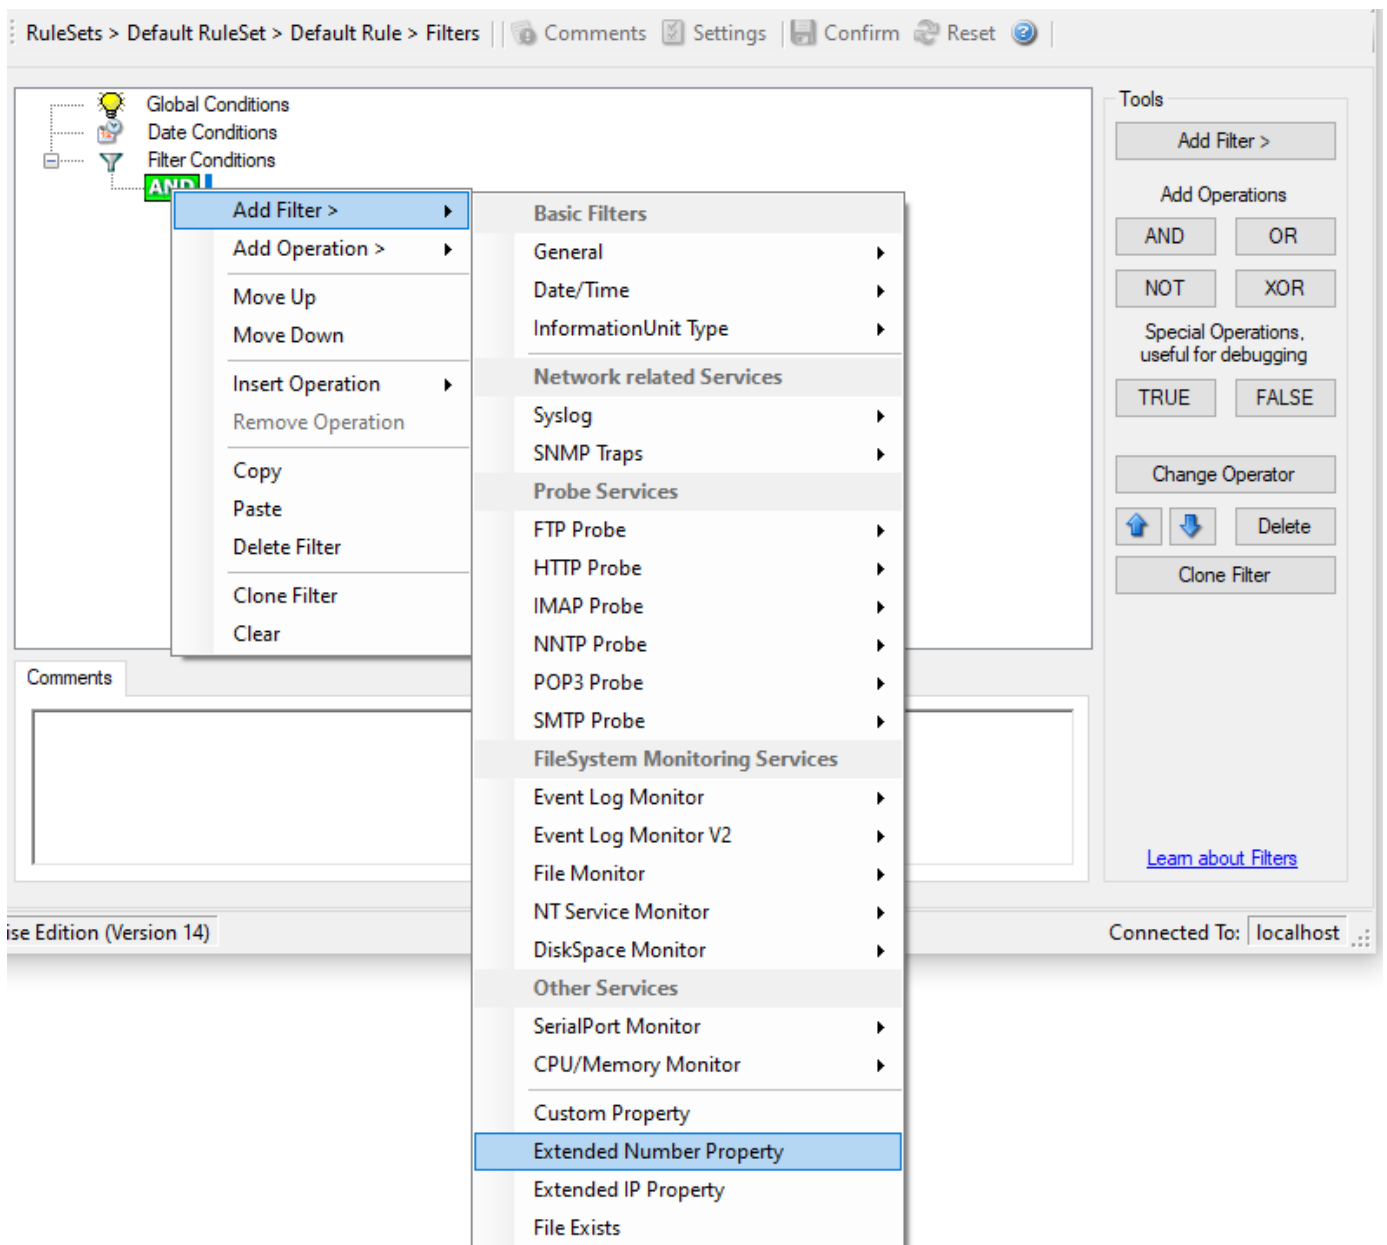 RuleSets > Default RuleSet > Default Rule > Filters Comments Settings Confirm Reset
Global Conditions
Date Conditions
Filter Conditions
AND
Add Filter >
Add Operation >
Move Up
Move Down
Insert Operation
Remove Operation
Copy
Paste
Delete Filter
Clone Filter
Clear
Basic Filters
General
Date/Time
InformationUnit Type
Network related Services
Syslog
SNMP Traps
Probe Services
FTP Probe
HTTP Probe
IMAP Probe
NNTP Probe
POP3 Probe
SMTP Probe
FileSystem Monitoring Services
Event Log Monitor
Event Log Monitor V2
File Monitor
NT Service Monitor
DiskSpace Monitor
Other Services
SerialPort Monitor
CPU/Memory Monitor
Custom Property
Extended Number Property
Extended IP Property
File Exists
Tools
Add Filter >
Add Operations
AND OR
NOT XOR
Special Operations,
useful for debugging
TRUE FALSE
Change Operator
Delete
Clone Filter
Learn about Filters
Comments
ise Edition (Version 14)
Connected To: localhost